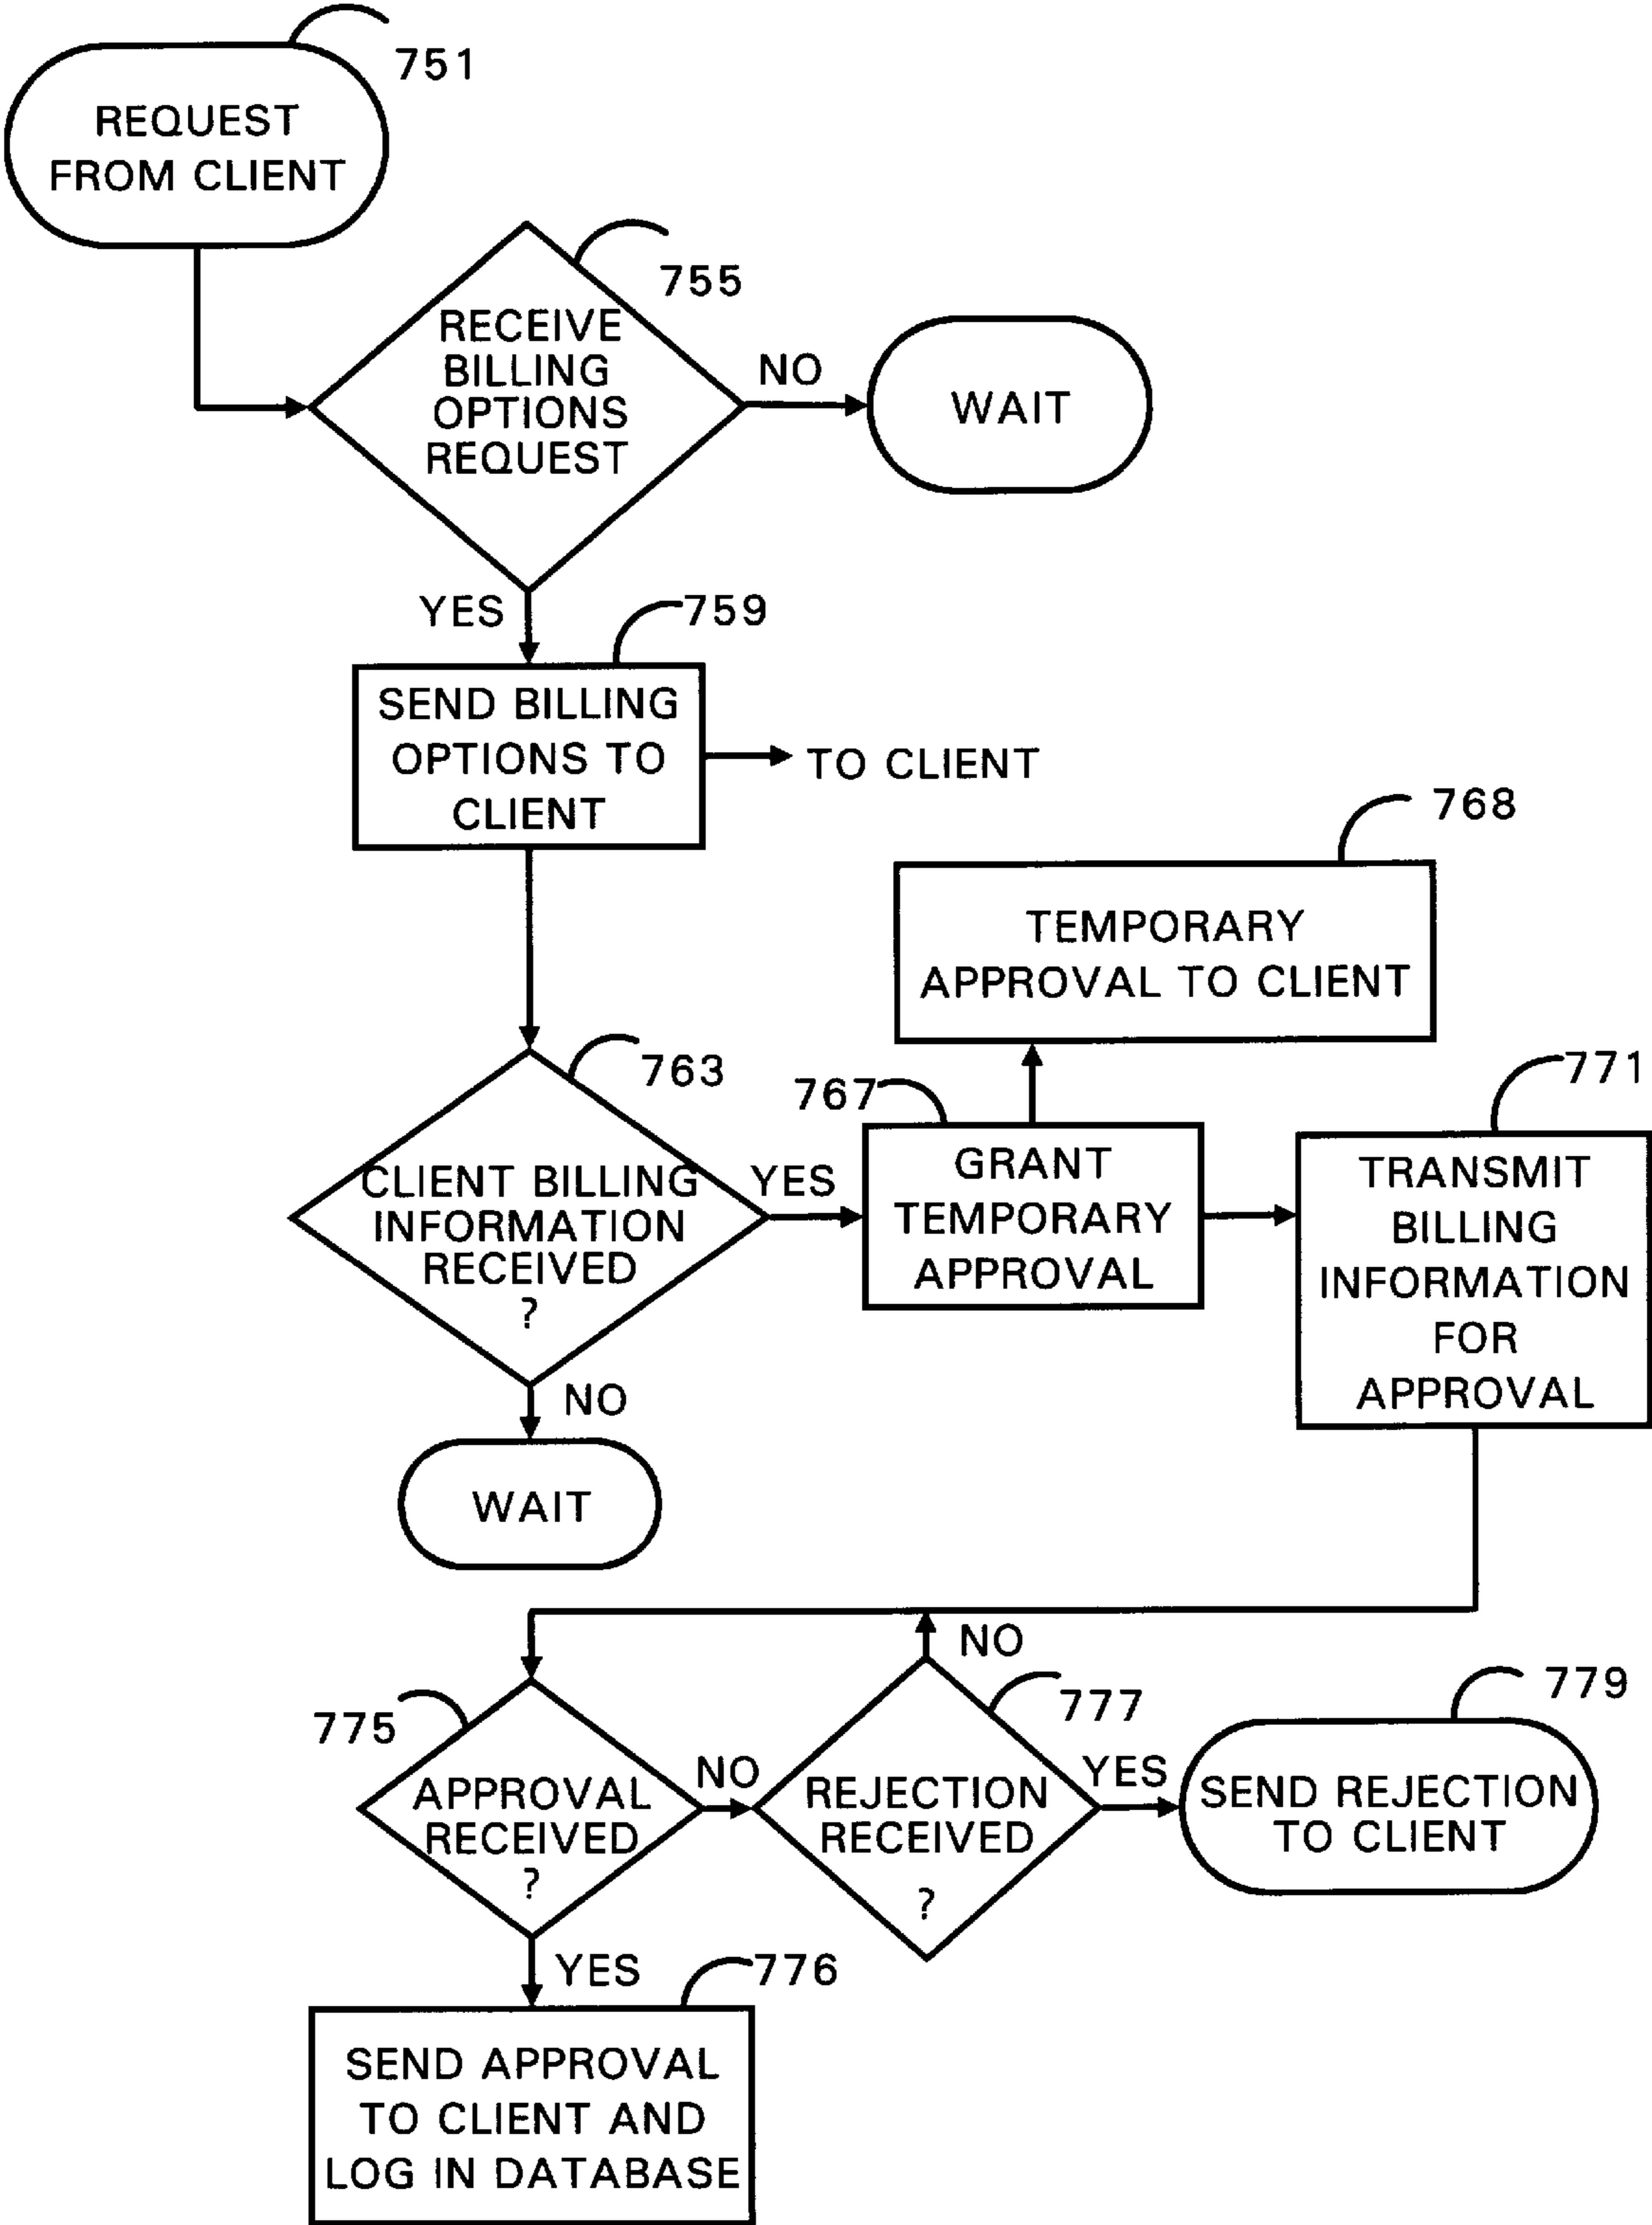 751
REQUEST
FROM CLIENT
755
RECEIVE
BILLING
OPTIONS
REQUEST
NO
WAIT
YES
759
SEND BILLING
OPTIONS TO
CLIENT
TO CLIENT
768
TEMPORARY
APPROVAL TO CLIENT
763
CLIENT BILLING
INFORMATION
RECEIVED
?
YES
767
GRANT
TEMPORARY
APPROVAL
771
TRANSMIT
BILLING
INFORMATION
FOR
APPROVAL
NO
WAIT
775
APPROVAL
RECEIVED
?
NO
777
REJECTION
RECEIVED
?
NO
YES
779
SEND REJECTION
TO CLIENT
YES
776
SEND APPROVAL
TO CLIENT AND
LOG IN DATABASE